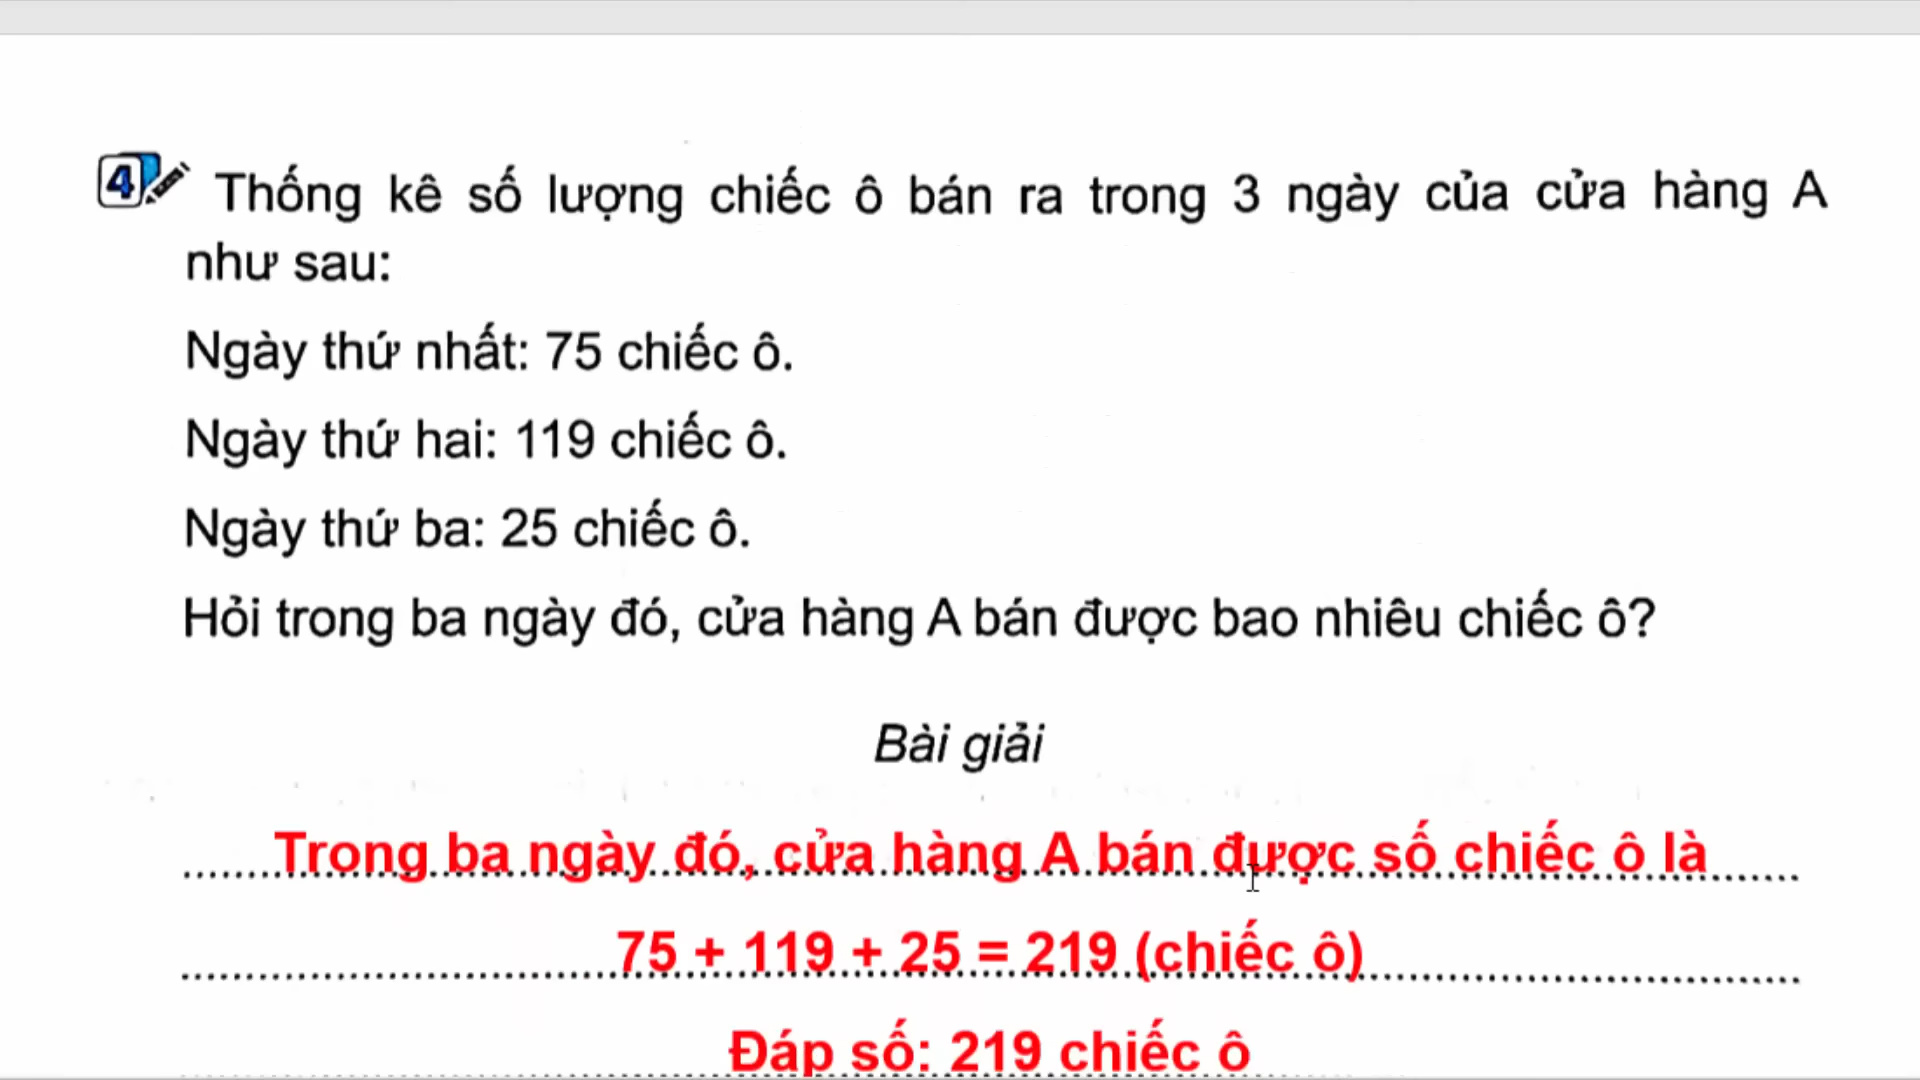 4 Thống kê số lượng chiếc ô bán ra trong 3 ngày của cửa hàng A
như sau:
Ngày thứ nhất: 75 chiếc ô.
Ngày thứ hai: 119 chiếc ô.
Ngày thứ ba: 25 chiếc ô.
Hỏi trong ba ngày đó, cửa hàng A bán được bao nhiêu chiếc ô?
Bài giải
Trong ba ngày đó, cửa hàng A bán được số chiếc ô là
75 + 119 + 25 = 219 (chiếc ô)
Đáp số: 219 chiếc ô